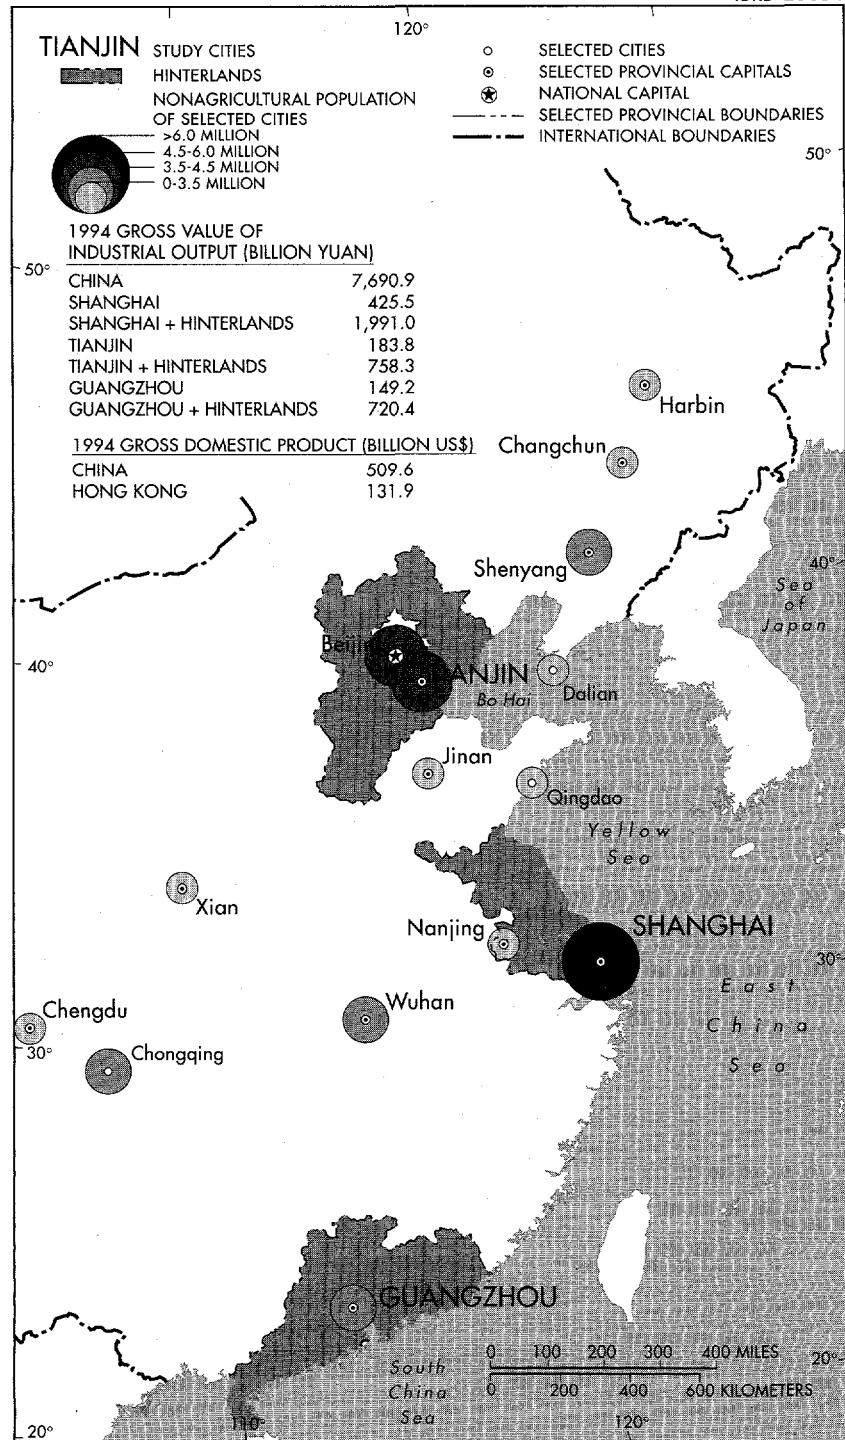 120°
TIANJIN STUDY CITIES
HINTERLANDS
NONAGRICULTURAL POPULATION
OF SELECTED CITIES
>6.0 MILLION
4.5-6.0 MILLION
3.5-4.5 MILLION
0-3.5 MILLION
SELECTED CITIES
SELECTED PROVINCIAL CAPITALS
NATIONAL CAPITAL
SELECTED PROVINCIAL BOUNDARIES
INTERNATIONAL BOUNDARIES
50°
1994 GROSS VALUE OF
INDUSTRIAL OUTPUT (BILLION YUAN)
50°
CHINA 7,690.9
SHANGHAI 425.5
SHANGHAI + HINTERLANDS 1,991.0
TIANJIN 183.8
TIANJIN + HINTERLANDS 758.3
GUANGZHOU 149.2
GUANGZHOU + HINTERLANDS 720.4
1994 GROSS DOMESTIC PRODUCT (BILLION US$)
CHINA 509.6
HONG KONG 131.9
Harbin
Changchun
Shenyang
40°
Sea
of
Japan
Beijing
40°
TIANJIN
Bo Hai
Dalian
Jinan
Qingdao
Yellow
Sea
Xian
Nanjing
SHANGHAI
30°
East
China
Sea
Chengdu
Wuhan
30°
Chongqing
GUANGZHOU
0 100 200 300 400 MILES
0 200 400 600 KILOMETERS
20°
South
China
Sea
20°
110°
120°